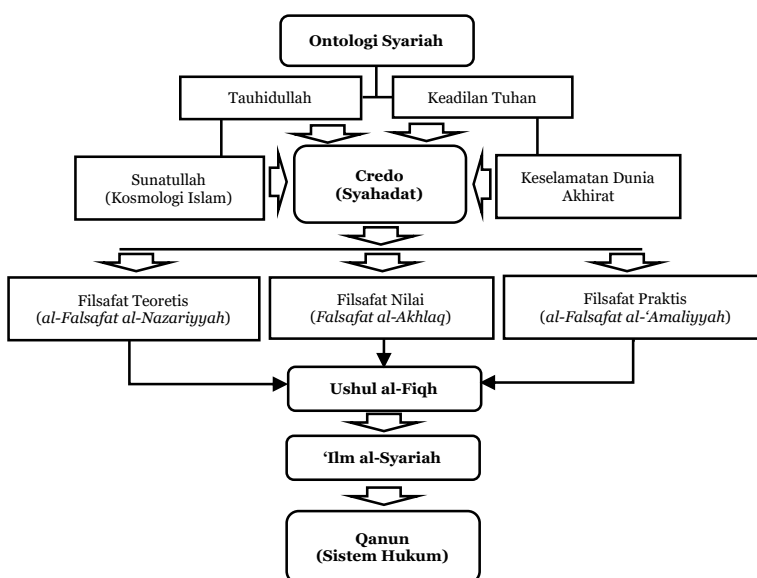 Ontologi Syariah
Tauhidullah
Keadilan Tuhan
Sunatullah
(Kosmologi Islam)
Credo
(Syahadat)
Keselamatan Dunia
Akhirat
Filsafat Teoretis
(al-Falsafat al-Nazariyyah)
Filsafat Nilai
(Falsafat al-Akhlaq)
Filsafat Praktis
(al-Falsafat al-‘Amaliyyah)
Ushul al-Fiqh
‘Ilm al-Syariah
Qanun
(Sistem Hukum)